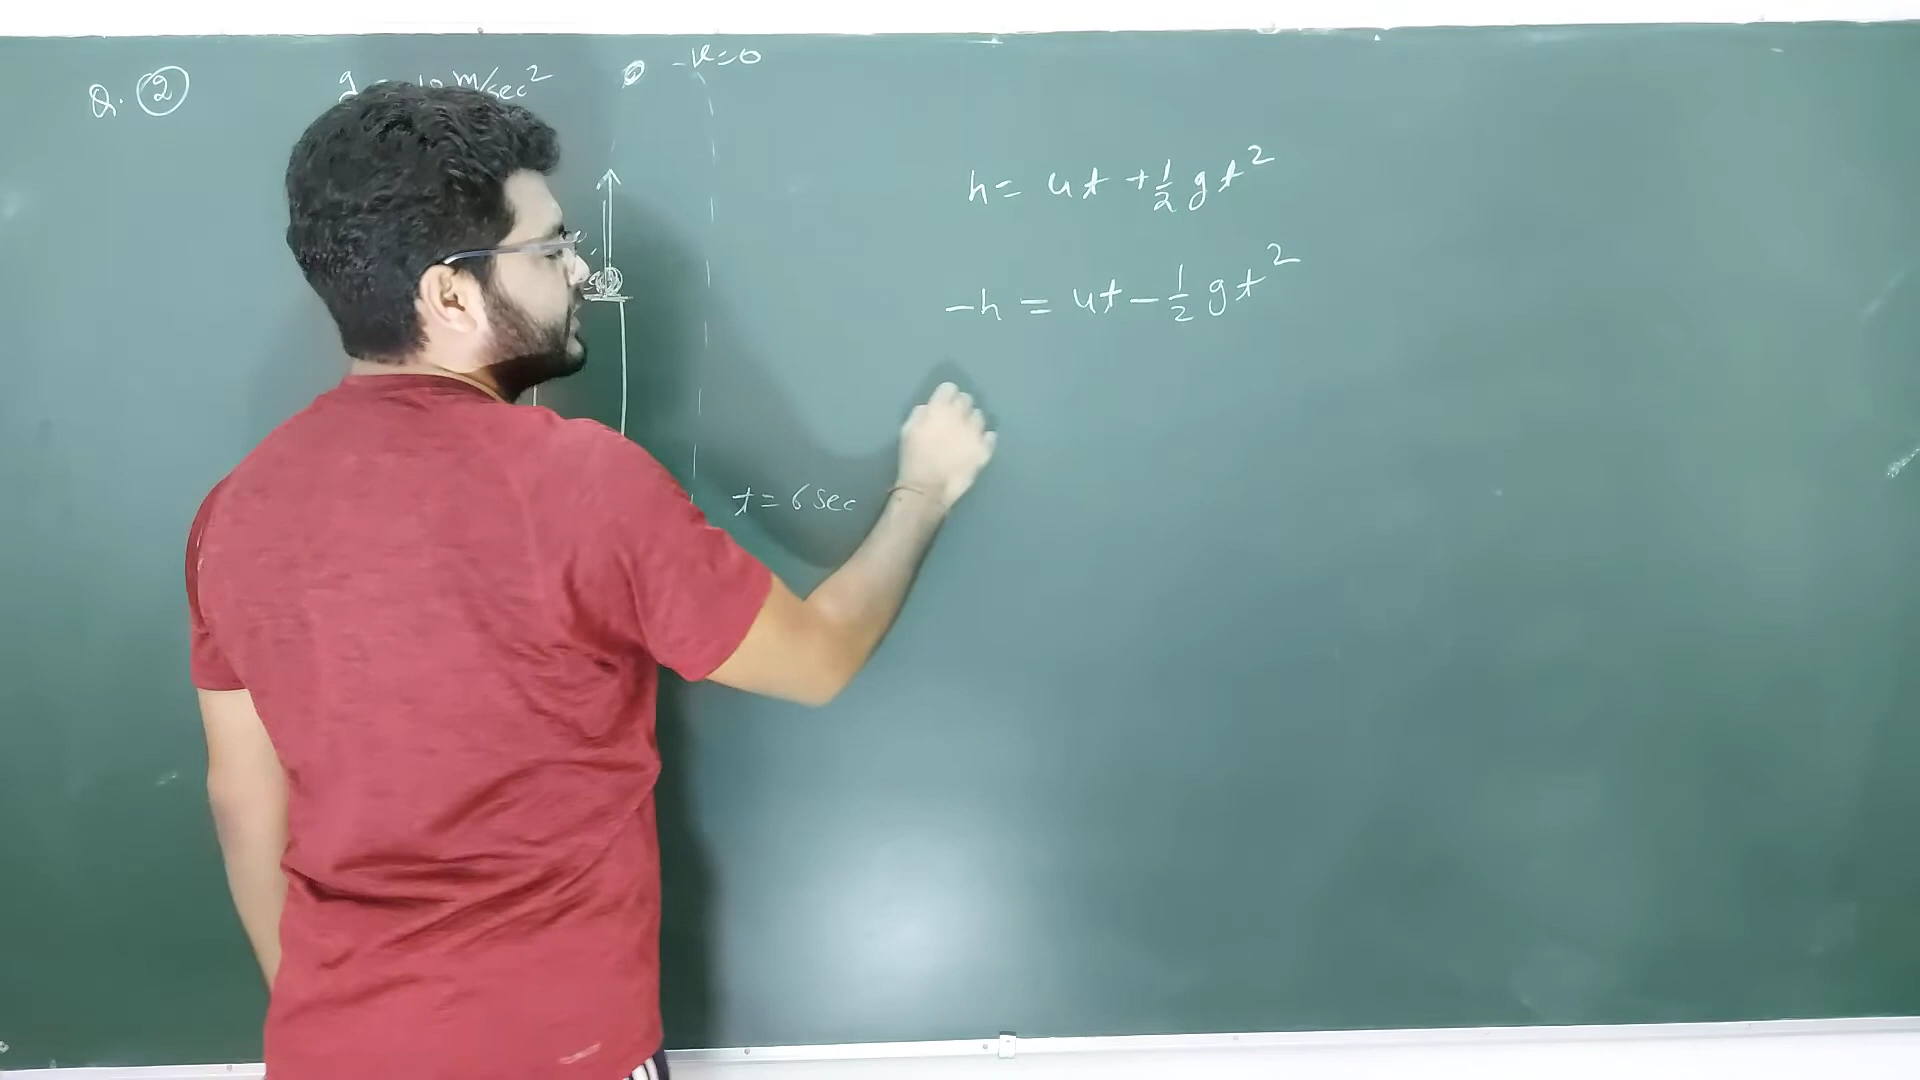 Q. 2
g = 10 m/sec²
v=0
h = ut + 1/2 gt²
-h = ut - 1/2 gt²
t = 6 sec